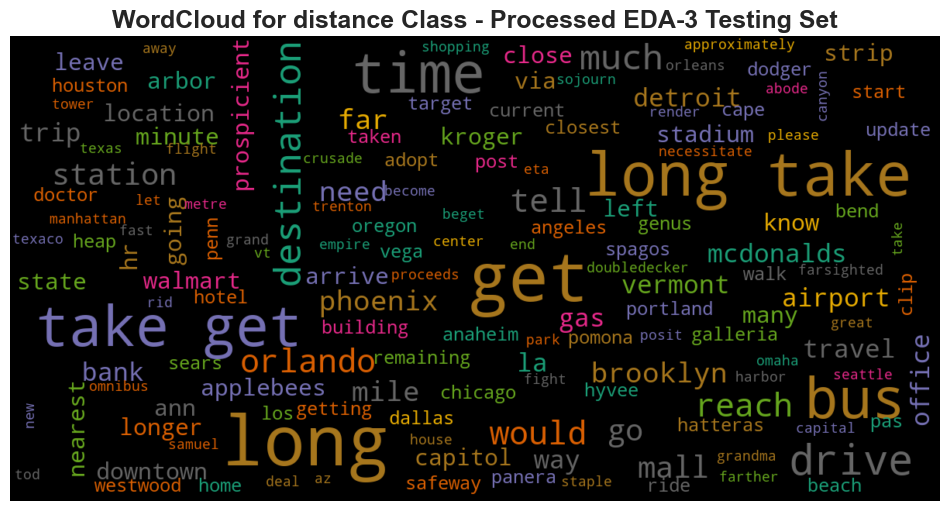 WordCloud for distance Class - Processed EDA-3 Testing Set
away
shopping
approximately
leave
prospicient
destination
time
close
much
strip
houston
arbor
via
sojourn
orleans
dodger
canyon
abode
start
tower
location
target
current
detroit
render
cape
trip
minute
far
taken
kroger
closest
stadium
please
update
texas
flight
crusade
adopt
post
eta
necessitate
station
long take
doctor
let
metre
need
become
tell
left
know
bend
manhattan
going
penn
trenton
oregon
beget
angeles
genus
take
texaco
heap
hr
fast
grand
vt
empire
vega
center
end
spagos
mcdonalds
state
walmart
arrive
proceeds
get
doubledecker
walk
farsighted
rid
hotel
phoenix
vermont
airport
clip
take get
building
anaheim
gas
portland
many
great
park
pomona
posit
galleria
orlando
remaining
la
travel
office
bank
sears
fight
brooklyn
omaha
harbor
seattle
omnibus
applebees
mile
chicago
hyvee
reach
bus
nearest
ann
los
getting
dallas
capital
pas
new
longer
long
would
go
hatteras
samuel
house
capitol
way
mall
grandma
drive
tod
downtown
deal
az
panera
staple
ride
farther
westwood
home
safeway
beach